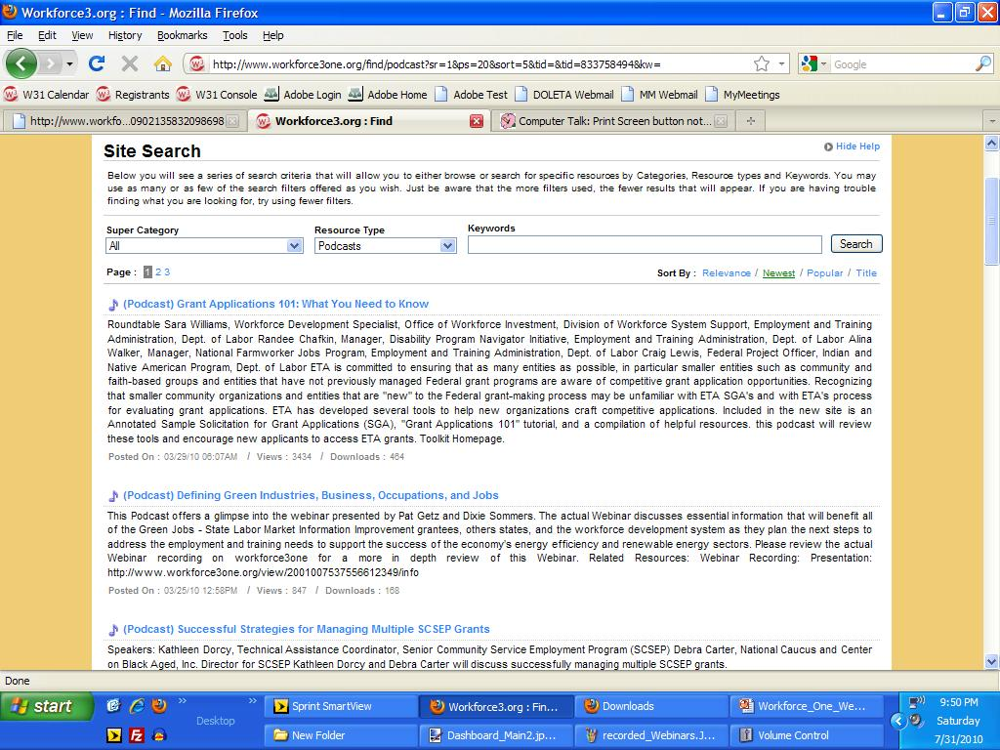 Workforce3.org : Find - Mozilla Firefox
File Edit View History Bookmarks Tools Help
http://www.workforce3one.org/find/podcast?sr=1&ps=20&sort=5&tid=&tid=833758494&kw= Google
W31 Calendar Registrants W31 Console Adobe Login Adobe Home Adobe Test DOLETA Webmail MM Webmail MyMeetings
http://www.workfo...0902135832098698 Workforce3.org : Find Computer Talk: Print Screen button not...
Site Search Hide Help
Below you will see a series of search criteria that will allow you to either browse or search for specific resources by Categories, Resource types and Keywords. You may
use as many or as few of the search filters offered as you wish. Just be aware that the more filters used, the fewer results that will appear. If you are having trouble
finding what you are looking for, try using fewer filters.
Super Category Resource Type Keywords
All Podcasts Search
Page : 1 2 3 Sort By : Relevance / Newest / Popular / Title
(Podcast) Grant Applications 101: What You Need to Know
Roundtable Sara Williams, Workforce Development Specialist, Office of Workforce Investment, Division of Workforce System Support, Employment and Training
Administration, Dept. of Labor Randee Chafkin, Manager, Disability Program Navigator Initiative, Employment and Training Administration, Dept. of Labor Alina
Walker, Manager, National Farmworker Jobs Program, Employment and Training Administration, Dept. of Labor Craig Lewis, Federal Project Officer, Indian and
Native American Program, Dept. of Labor ETA is committed to ensuring that as many entities as possible, in particular smaller entities such as community and
faith-based groups and entities that have not previously managed Federal grant programs are aware of competitive grant application opportunities. Recognizing
that smaller community organizations and entities that are "new" to the Federal grant-making process may be unfamiliar with ETA SGA's and with ETA's process
for evaluating grant applications. ETA has developed several tools to help new organizations craft competitive applications. Included in the new site is an
Annotated Sample Solicitation for Grant Applications (SGA), "Grant Applications 101" tutorial, and a compilation of helpful resources. this podcast will review
these tools and encourage new applicants to access ETA grants. Toolkit Homepage.
Posted On : 03/29/10 06:07AM / Views : 3434 / Downloads : 464
(Podcast) Defining Green Industries, Business, Occupations, and Jobs
This Podcast offers a glimpse into the webinar presented by Pat Getz and Dixie Sommers. The actual Webinar discusses essential information that will benefit all
of the Green Jobs - State Labor Market Information Improvement grantees, others states, and the workforce development system as they plan the next steps to
address the employment and training needs to support the success of the economy's energy efficiency and renewable energy sectors. Please review the actual
Webinar recording on workforce3one for a more in depth review of this Webinar. Related Resources: Webinar Recording: Presentation:
http://www.workforce3one.org/view/2001007537556612349/info
Posted On : 03/25/10 12:58PM / Views : 847 / Downloads : 168
(Podcast) Successful Strategies for Managing Multiple SCSEP Grants
Speakers: Kathleen Dorcy, Technical Assistance Coordinator, Senior Community Service Employment Program (SCSEP) Debra Carter, National Caucus and Center
on Black Aged, Inc. Director for SCSEP Kathleen Dorcy and Debra Carter will discuss successfully managing multiple SCSEP grants.
Done
start Desktop Sprint SmartView Workforce3.org : Fin... Downloads Workforce_One_We... 9:50 PM
Saturday
New Folder Dashboard_Main2.jp... recorded_Webinars.J... Volume Control 7/31/2010